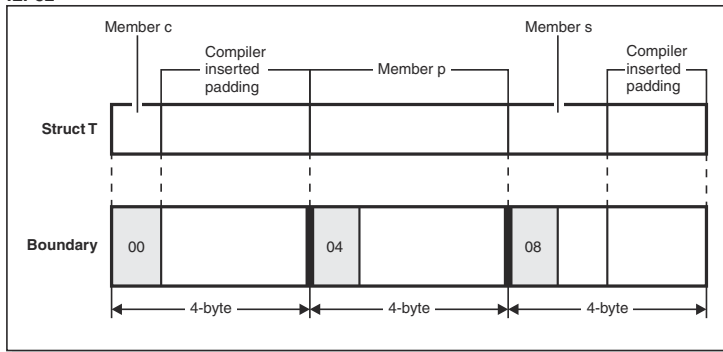 Member c
Member s
Compiler
inserted
padding
Member p
Compiler
inserted
padding
Struct T
Boundary
00
04
08
4-byte
4-byte
4-byte